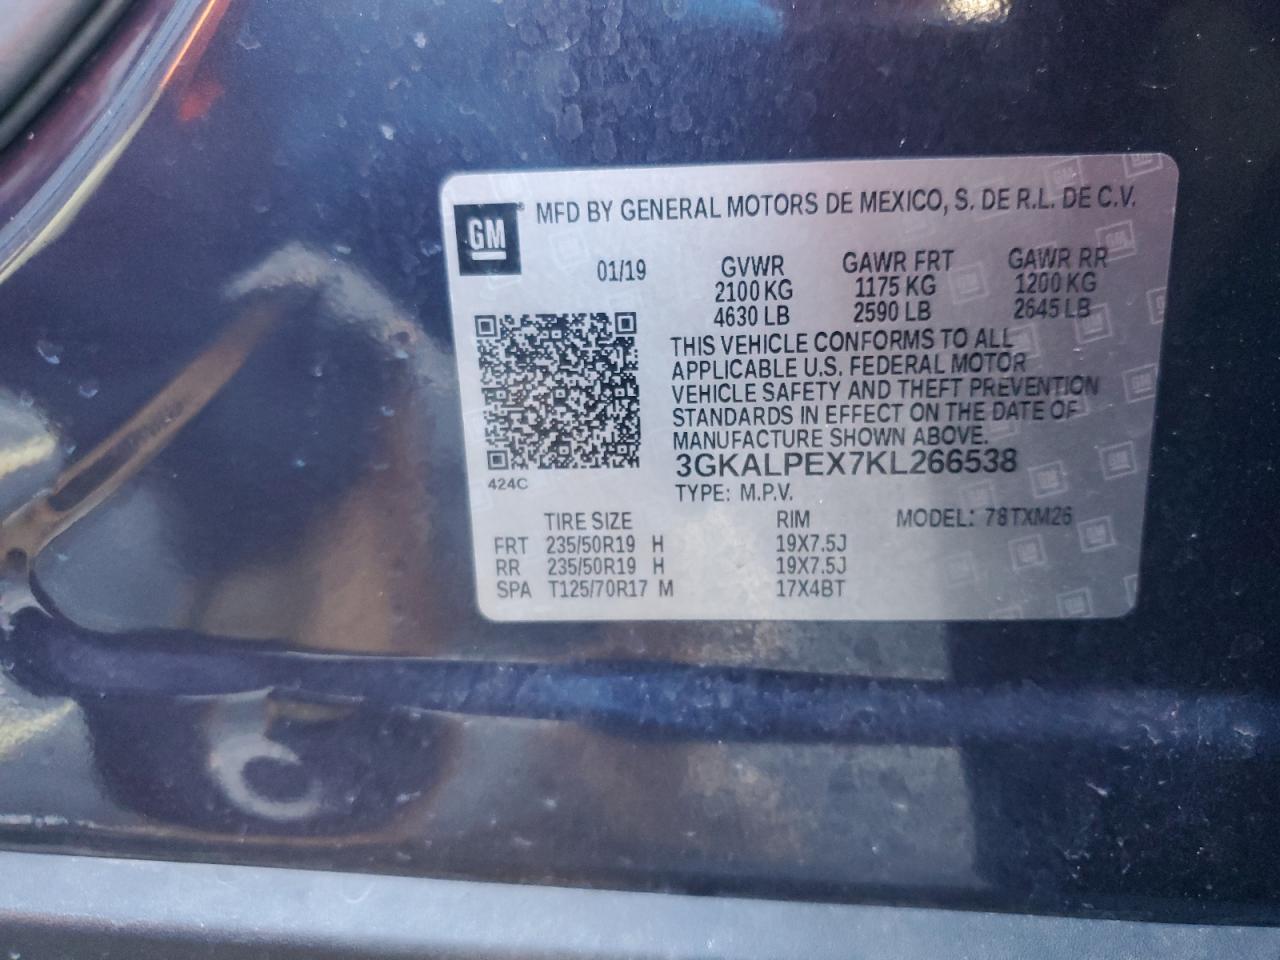 GM
MFD BY GENERAL MOTORS DE MEXICO, S. DE R.L. DE C.V.
01/19 GVWR GAWR FRT GAWR RR
2100 KG 1175 KG 1200 KG
4630 LB 2590 LB 2645 LB
THIS VEHICLE CONFORMS TO ALL
APPLICABLE U.S. FEDERAL MOTOR
VEHICLE SAFETY AND THEFT PREVENTION
STANDARDS IN EFFECT ON THE DATE OF
MANUFACTURE SHOWN ABOVE.
3GKALPEX7KL266538
424C
TYPE: M.P.V.
TIRE SIZE RIM MODEL: 78TXM26
FRT 235/50R19 H 19X7.5J
RR 235/50R19 H 19X7.5J
SPA T125/70R17 M 17X4BT